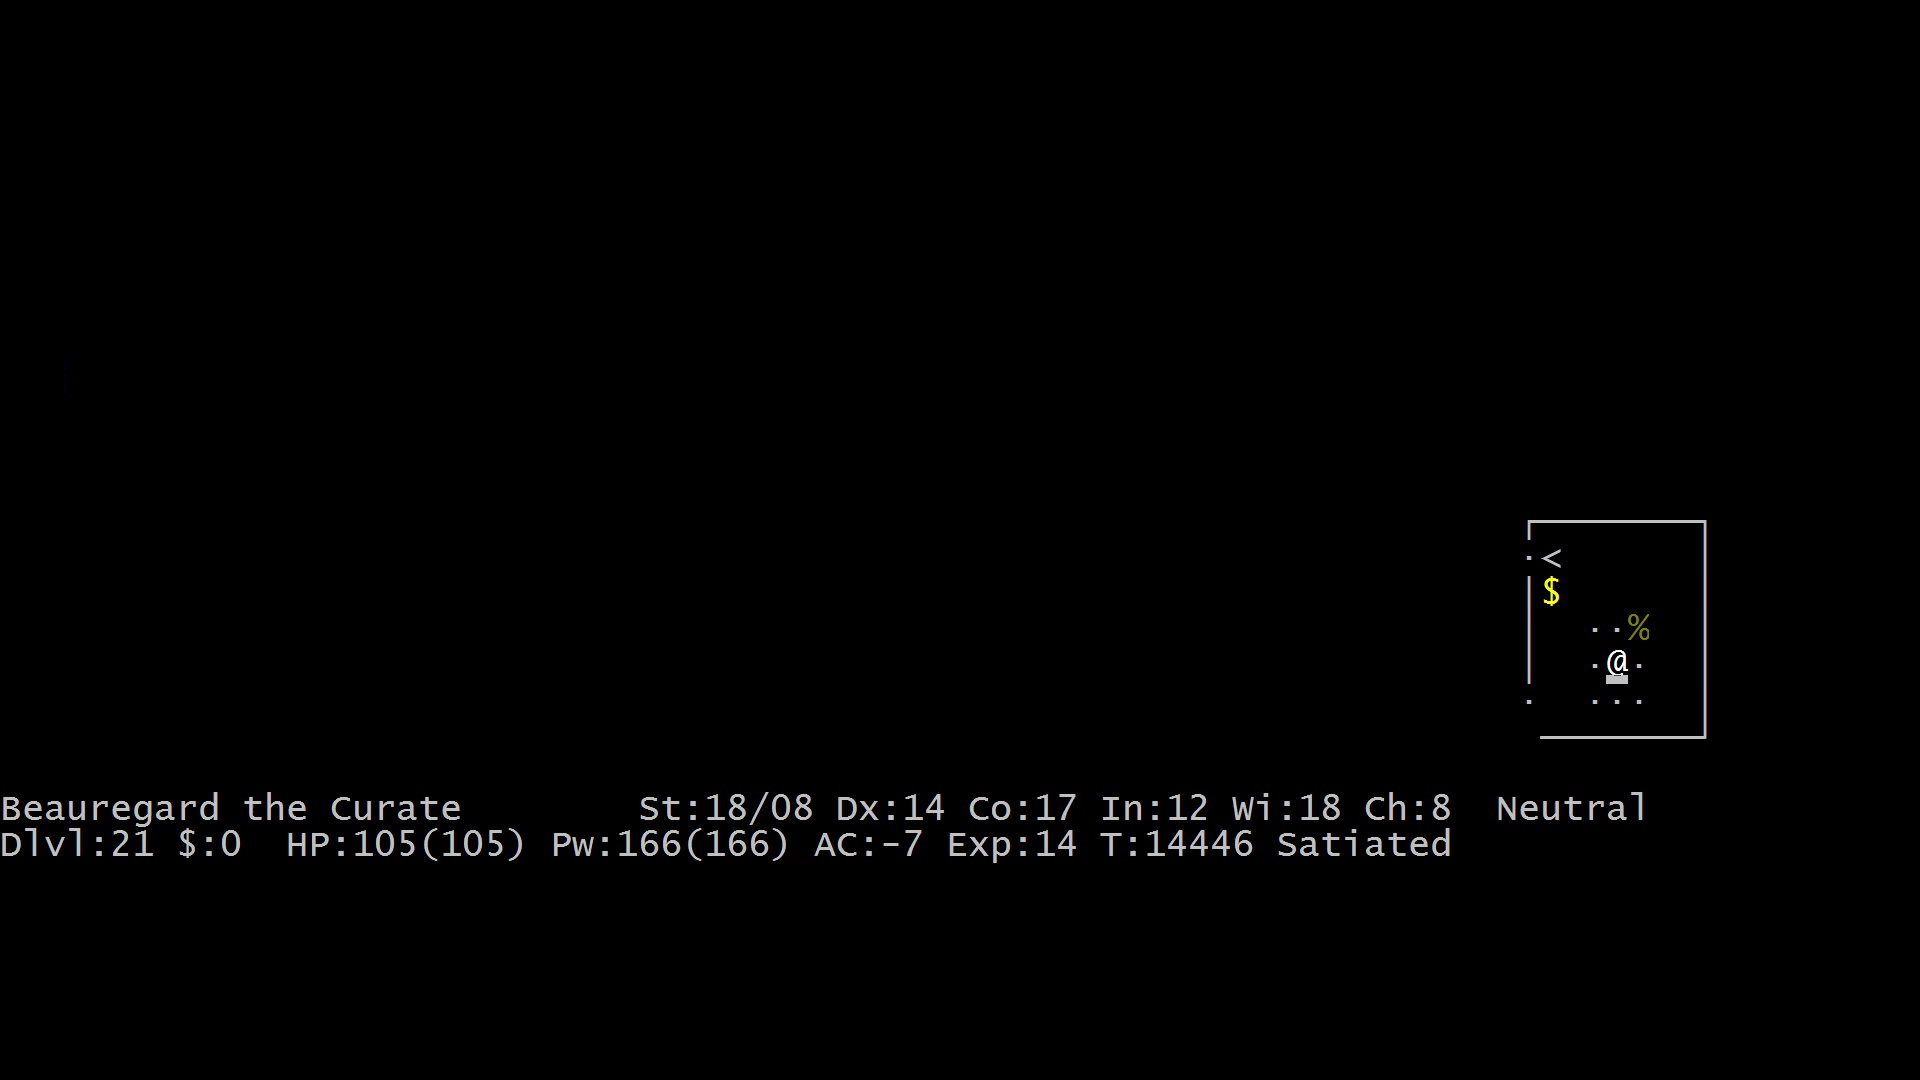 .<
$
..%
.@.
. ...
Beauregard the Curate St:18/08 Dx:14 Co:17 In:12 Wi:18 Ch:8 Neutral
Dlvl:21 $:0 HP:105(105) Pw:166(166) AC:-7 Exp:14 T:14446 Satiated